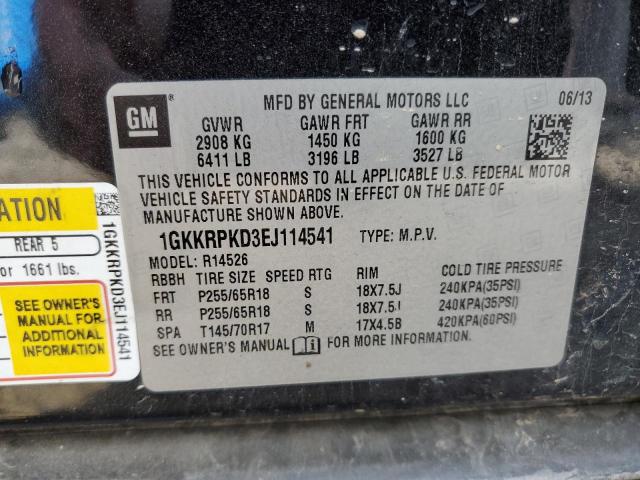 GM ®
MFD BY GENERAL MOTORS LLC 06/13
GVWR GAWR FRT GAWR RR
2908 KG 1450 KG 1600 KG
6411 LB 3196 LB 3527 LB
THIS VEHICLE CONFORMS TO ALL APPLICABLE U.S. FEDERAL MOTOR
VEHICLE SAFETY STANDARDS IN EFFECT ON THE DATE OF
MANUFACTURE SHOWN ABOVE.
1GKKRPKD3EJ114541 TYPE: M.P.V.
MODEL: R14526
RBBH TIRE SIZE SPEED RTG RIM COLD TIRE PRESSURE
FRT P255/65R18 S 18X7.5J 240KPA(35PSI)
RR P255/65R18 S 18X7.5J 240KPA(35PSI)
SPA T145/70R17 M 17X4.5B 420KPA(60PSI)
SEE OWNER'S MANUAL FOR MORE INFORMATION.
ATION
REAR 5
or 1661 lbs.
SEE OWNER'S
MANUAL FOR
ADDITIONAL
INFORMATION
1GKKRPKD3EJ114541